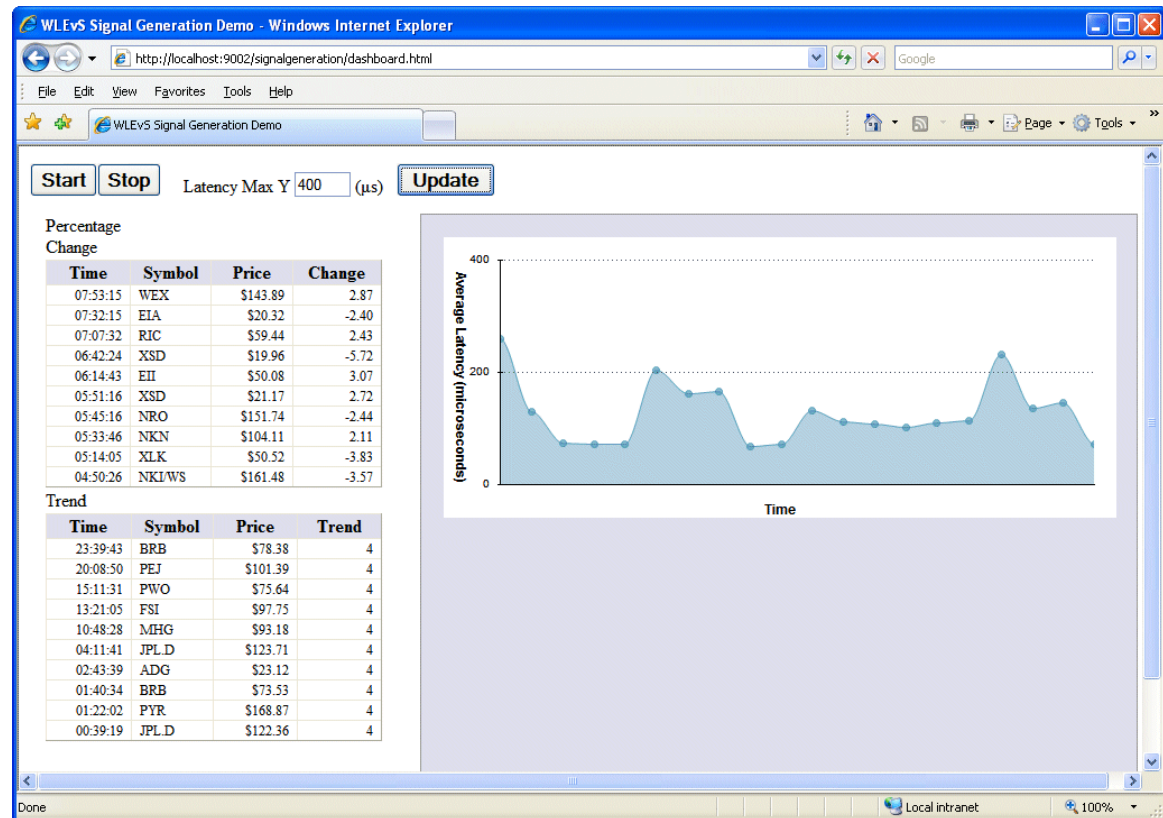 WLEvS Signal Generation Demo - Windows Internet Explorer
http://localhost:9002/signalgeneration/dashboard.html
Google
File Edit View Favorites Tools Help
WLEvS Signal Generation Demo
Page Tools »
Start Stop Latency Max Y 400 (µs) Update
Percentage
Change
Time Symbol Price Change
07:53:15 WEX $143.89 2.87
07:32:15 EIA $20.32 -2.40
07:07:32 RIC $59.44 2.43
06:42:24 XSD $19.96 -5.72
06:14:43 EII $50.08 3.07
05:51:16 XSD $21.17 2.72
05:45:16 NRO $151.74 -2.44
05:33:46 NKN $104.11 2.11
05:14:05 XLK $50.52 -3.83
04:50:26 NKI/WS $161.48 -3.57
Trend
Time Symbol Price Trend
23:39:43 BRB $78.38 4
20:08:50 PEJ $101.39 4
15:11:31 PWO $75.64 4
13:21:05 FSI $97.75 4
10:48:28 MHG $93.18 4
04:11:41 JPL.D $123.71 4
02:43:39 ADG $23.12 4
01:40:34 BRB $73.53 4
01:22:02 PYR $168.87 4
00:39:19 JPL.D $122.36 4
Average Latency (microseconds)
400
200
0
Time
Done
Local intranet
100%